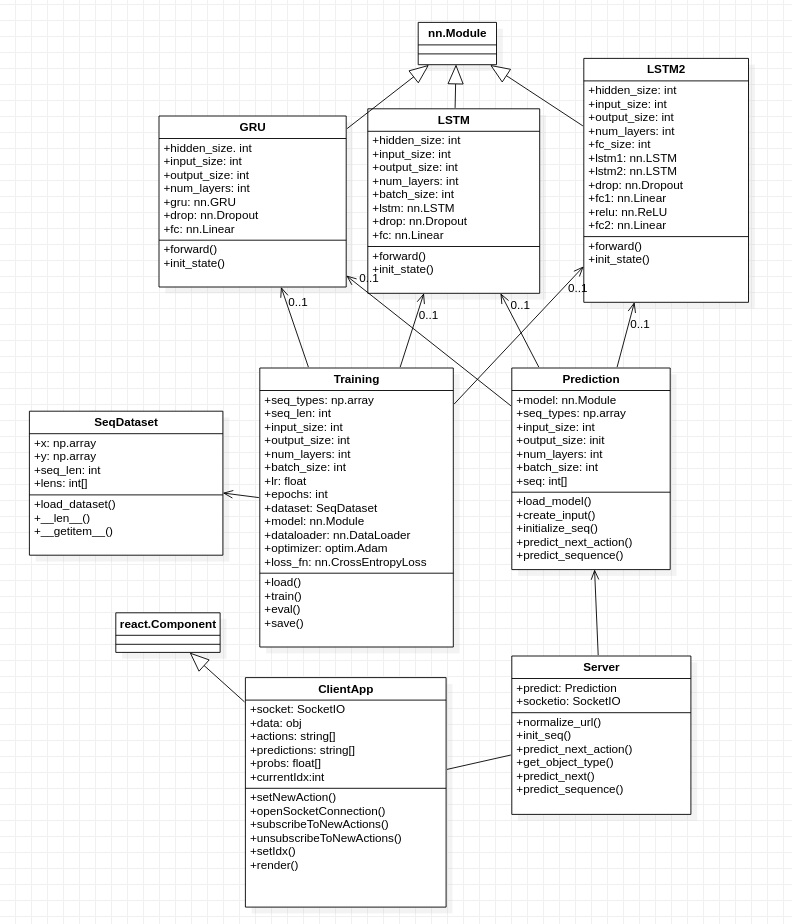 nn.Module
LSTM2
+hidden_size: int
+input_size: int
+output_size: int
+num_layers: int
+fc_size: int
+lstm1: nn.LSTM
+lstm2: nn.LSTM
+drop: nn.Dropout
+fc1: nn.Linear
+relu: nn.ReLU
+fc2: nn.Linear
+forward()
+init_state()
GRU
+hidden_size. int
+input_size: int
+output_size: int
+num_layers: int
+gru: nn.GRU
+drop: nn.Dropout
+fc: nn.Linear
+forward()
+init_state()
LSTM
+hidden_size: int
+input_size: int
+output_size: int
+num_layers: int
+batch_size: int
+lstm: nn.LSTM
+drop: nn.Dropout
+fc: nn.Linear
+forward()
+init_state()
0..1
0..1
0..1
0..1
0..1
0..1
Training
+seq_types: np.array
+seq_len: int
+input_size: int
+output_size: int
+num_layers: int
+batch_size: int
+lr: float
+epochs: int
+dataset: SeqDataset
+model: nn.Module
+dataloader: nn.DataLoader
+optimizer: optim.Adam
+loss_fn: nn.CrossEntropyLoss
+load()
+train()
+eval()
+save()
Prediction
+model: nn.Module
+seq_types: np.array
+input_size: int
+output_size: init
+num_layers: int
+batch_size: int
+seq: int[]
+load_model()
+create_input()
+initialize_seq()
+predict_next_action()
+predict_sequence()
SeqDataset
+x: np.array
+y: np.array
+seq_len: int
+lens: int[]
+load_dataset()
+__len__()
+__getitem__()
react.Component
ClientApp
+socket: SocketIO
+data: obj
+actions: string[]
+predictions: string[]
+probs: float[]
+currentIdx:int
+setNewAction()
+openSocketConnection()
+subscribeToNewActions()
+unsubscribeToNewActions()
+setIdx()
+render()
Server
+predict: Prediction
+socketio: SocketIO
+normalize_url()
+init_seq()
+predict_next_action()
+get_object_type()
+predict_next()
+predict_sequence()